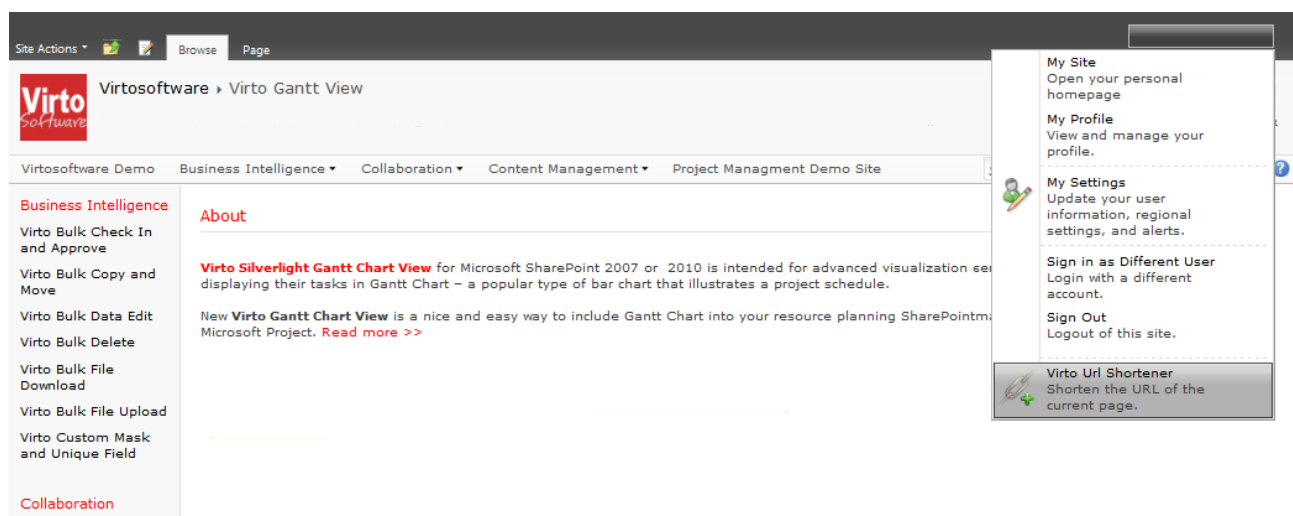 Site Actions
Browse
Page
Virto
Software
Virtosoftware
Virto Gantt View
Virtosoftware Demo
Business Intelligence
Collaboration
Content Management
Project Managment Demo Site
Business Intelligence
Virto Bulk Check In
and Approve
Virto Bulk Copy and
Move
Virto Bulk Data Edit
Virto Bulk Delete
Virto Bulk File
Download
Virto Bulk File Upload
Virto Custom Mask
and Unique Field
Collaboration
About
Virto Silverlight Gantt Chart View for Microsoft SharePoint 2007 or 2010 is intended for advanced visualization
displaying their tasks in Gantt Chart – a popular type of bar chart that illustrates a project schedule.
New Virto Gantt Chart View is a nice and easy way to include Gantt Chart into your resource planning
Microsoft Project. Read more >>
My Site
Open your personal
homepage
My Profile
View and manage your
profile.
My Settings
Update your user
information, regional
settings, and alerts.
Sign in as Different User
Login with a different
account.
Sign Out
Logout of this site.
Virto Url Shortener
Shorten the URL of the
current page.